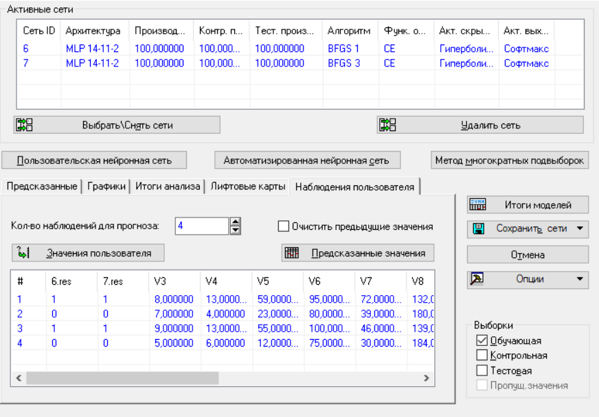 Активные сети
Сеть ID Архитектура Производ... Контр. п... Тест. произ... Алгоритм Функ. о... Акт. скры... Акт. вых...
6 MLP 14-11-2 100,000000 100,000... 100,000000 BFGS 1 CE Гиперболи... Софтмакс
7 MLP 14-11-2 100,000000 100,000... 100,000000 BFGS 3 CE Гиперболи... Софтмакс
Выбрать\Снять сети Удалить сеть
Пользовательская нейронная сеть Автоматизированная нейронная сеть Метод многократных подвыборок
Предсказанные Графики Итоги анализа Лифтовые карты Наблюдения пользователя
Итоги моделей
Кол-во наблюдений для прогноза: 4 Очистить предыдущие значения
Сохранить сети
Значения пользователя Предсказанные значения
Отмена
# 6.res 7.res V3 V4 V5 V6 V7 V8
Опции
1 1 1 8,000000 13,0000... 59,0000... 95,0000... 72,0000... 132,0
2 0 0 7,000000 4,000000 23,0000... 80,0000... 39,0000... 180,0
3 1 1 9,000000 13,0000... 55,0000... 100,000... 46,0000... 139,0
4 0 0 5,000000 6,000000 12,0000... 75,0000... 30,0000... 184,0
Выборки
Обучающая
Контрольная
Тестовая
Пропущ.значения